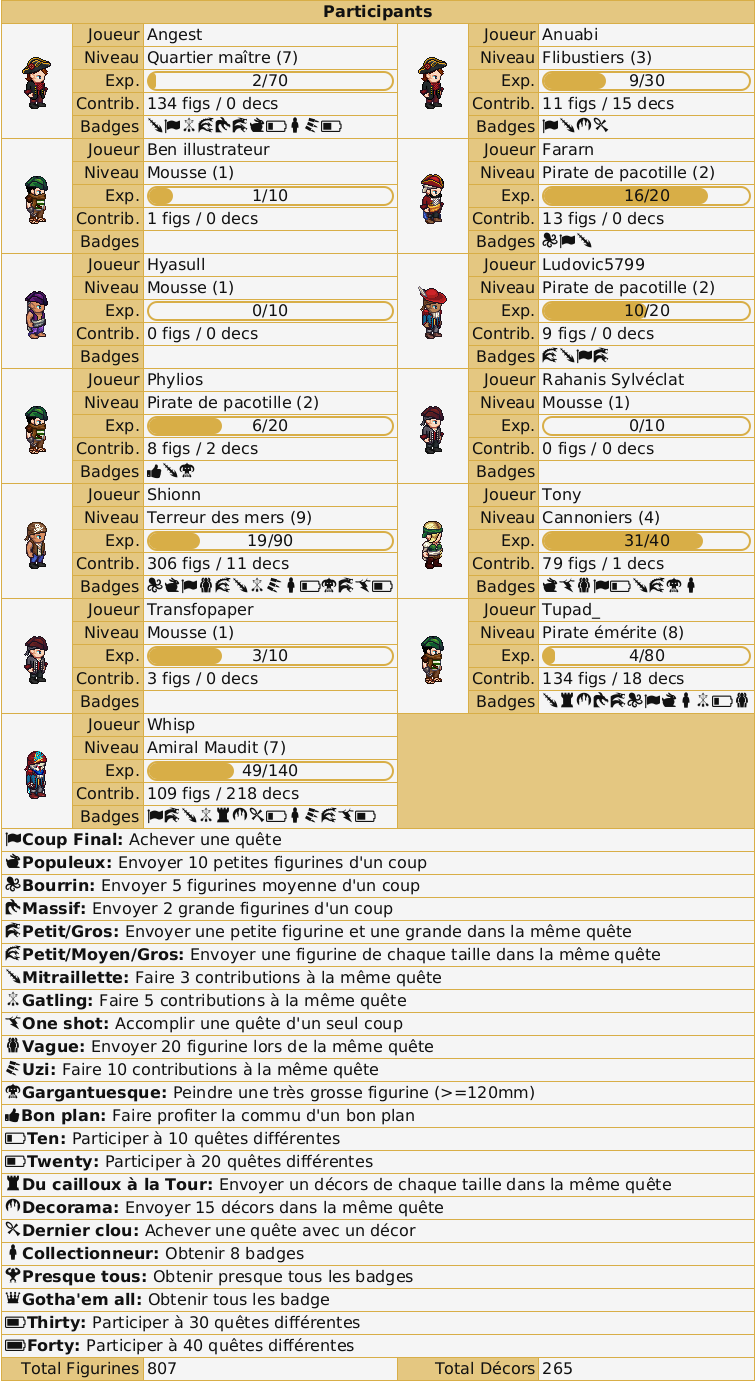 Participants
Joueur Angest
Niveau Quartier maître (7)
Exp. 2/70
Contrib. 134 figs / 0 decs
Badges
Joueur Anuabi
Niveau Flibustiers (3)
Exp. 9/30
Contrib. 11 figs / 15 decs
Badges
Joueur Ben illustrateur
Niveau Mousse (1)
Exp. 1/10
Contrib. 1 figs / 0 decs
Badges
Joueur Fararn
Niveau Pirate de pacotille (2)
Exp. 16/20
Contrib. 13 figs / 0 decs
Badges
Joueur Hyasull
Niveau Mousse (1)
Exp. 0/10
Contrib. 0 figs / 0 decs
Badges
Joueur Ludovic5799
Niveau Pirate de pacotille (2)
Exp. 10/20
Contrib. 9 figs / 0 decs
Badges
Joueur Phylios
Niveau Pirate de pacotille (2)
Exp. 6/20
Contrib. 8 figs / 2 decs
Badges
Joueur Rahanis Sylvéclat
Niveau Mousse (1)
Exp. 0/10
Contrib. 0 figs / 0 decs
Badges
Joueur Shionn
Niveau Terreur des mers (9)
Exp. 19/90
Contrib. 306 figs / 11 decs
Badges
Joueur Tony
Niveau Cannoniers (4)
Exp. 31/40
Contrib. 79 figs / 1 decs
Badges
Joueur Transfopaper
Niveau Mousse (1)
Exp. 3/10
Contrib. 3 figs / 0 decs
Badges
Joueur Tupad_
Niveau Pirate émérite (8)
Exp. 4/80
Contrib. 134 figs / 18 decs
Badges
Joueur Whisp
Niveau Amiral Maudit (7)
Exp. 49/140
Contrib. 109 figs / 218 decs
Badges
Coup Final: Achever une quête
Populeux: Envoyer 10 petites figurines d'un coup
Bourrin: Envoyer 5 figurines moyenne d'un coup
Massif: Envoyer 2 grande figurines d'un coup
Petit/Gros: Envoyer une petite figurine et une grande dans la même quête
Petit/Moyen/Gros: Envoyer une figurine de chaque taille dans la même quête
Mitraillette: Faire 3 contributions à la même quête
Gatling: Faire 5 contributions à la même quête
One shot: Accomplir une quête d'un seul coup
Vague: Envoyer 20 figurine lors de la même quête
Uzi: Faire 10 contributions à la même quête
Gargantuesque: Peindre une très grosse figurine (>=120mm)
Bon plan: Faire profiter la commu d'un bon plan
Ten: Participer à 10 quêtes différentes
Twenty: Participer à 20 quêtes différentes
Du cailloux à la Tour: Envoyer un décors de chaque taille dans la même quête
Decorama: Envoyer 15 décors dans la même quête
Dernier clou: Achever une quête avec un décor
Collectionneur: Obtenir 8 badges
Presque tous: Obtenir presque tous les badges
Gotha'em all: Obtenir tous les badge
Thirty: Participer à 30 quêtes différentes
Forty: Participer à 40 quêtes différentes
Total Figurines 807
Total Décors 265